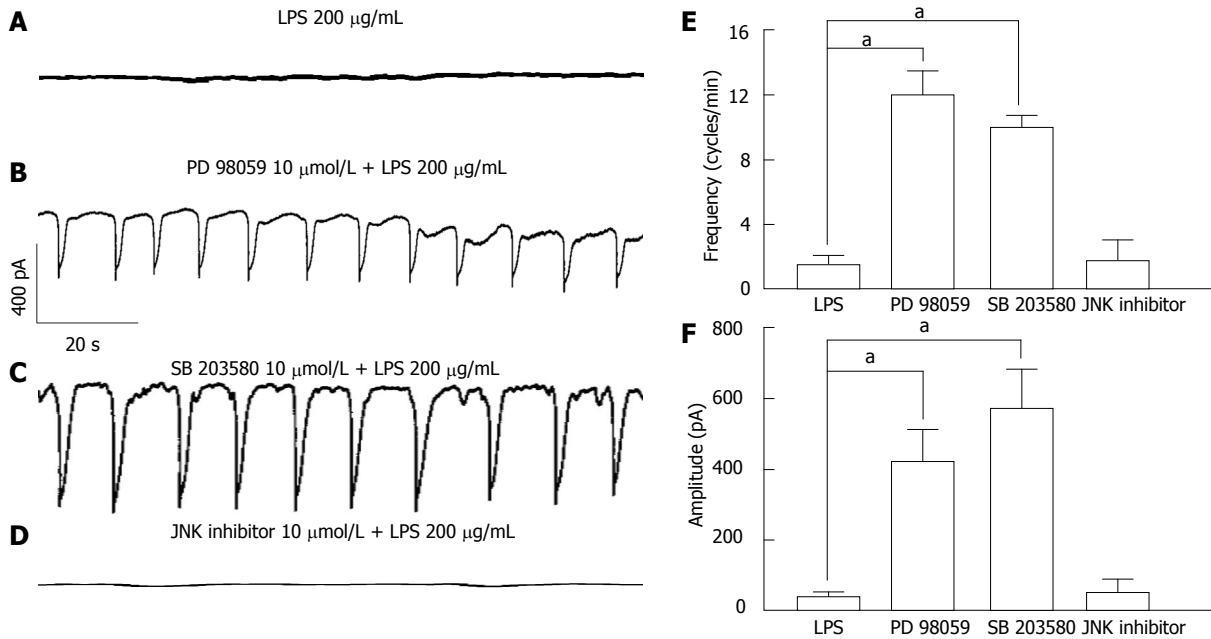 A
LPS 200 μg/mL
B
PD 98059 10 μmol/L + LPS 200 μg/mL
400 pA
20 s
C
SB 203580 10 μmol/L + LPS 200 μg/mL
D
JNK inhibitor 10 μmol/L + LPS 200 μg/mL
E
Frequency (cycles/min)
16
12
8
4
0
a
a
LPS
PD 98059
SB 203580
JNK inhibitor
F
Amplitude (pA)
800
600
400
200
0
a
a
LPS
PD 98059
SB 203580
JNK inhibitor